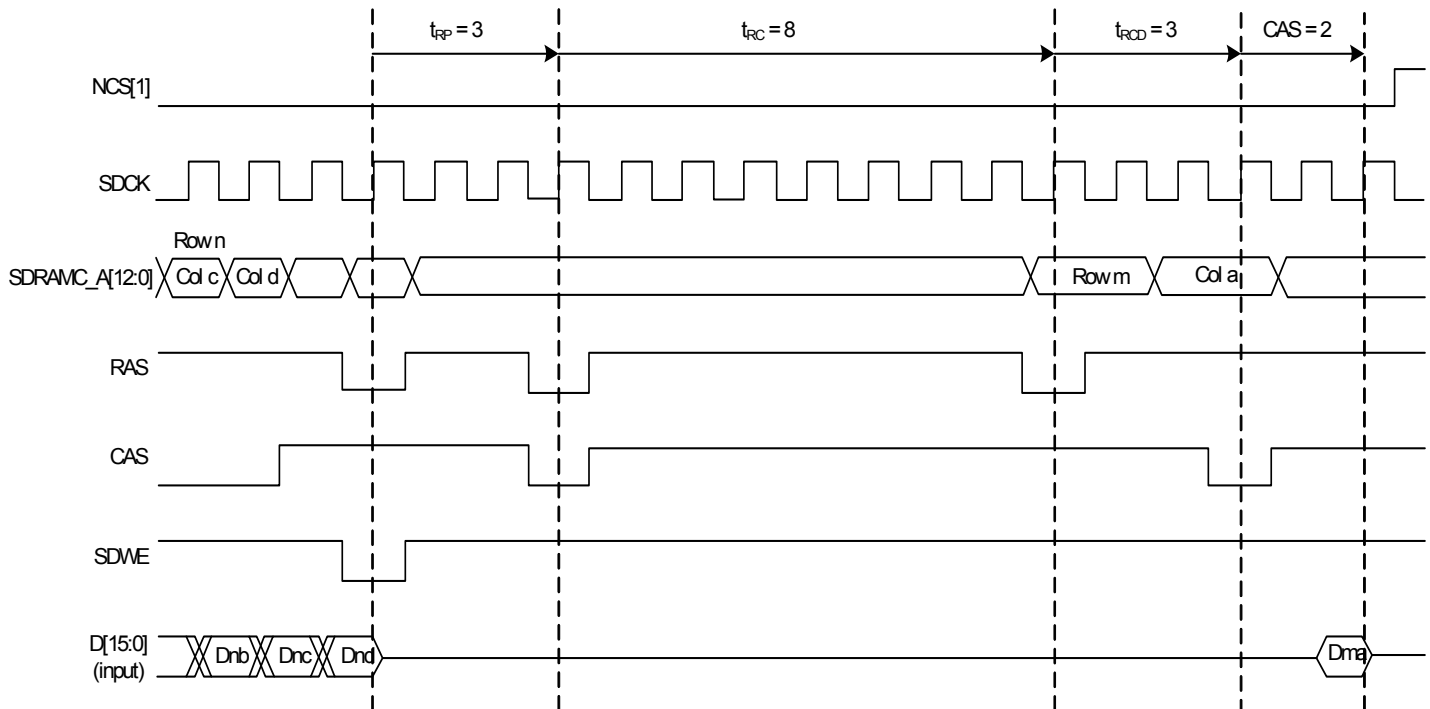 tRP = 3 tRC = 8 tRCD = 3 CAS = 2
NCS[1]
SDCK
Row n
SDRAMC_A[12:0] Col c Col d Row m Col a
RAS
CAS
SDWE
D[15:0]
(input) Dnb Dnc Dnd Dma